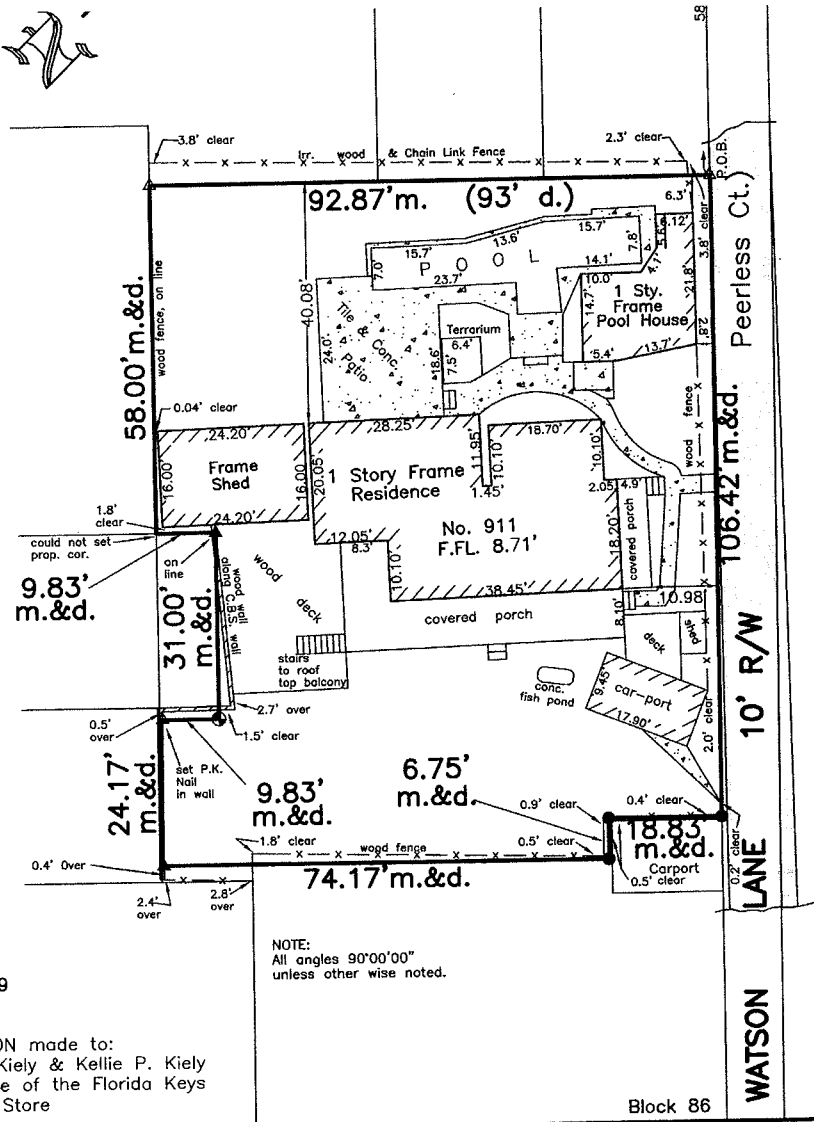 58
3.8' clear
Irr. wood & Chain Link Fence
2.3' clear
P.O.B.
92.87'm. (93' d.)
6.3'
6.12'
5.6'
3.8' clear
Peerless Ct.)
15.7'
13.6'
15.7'
7.8'
7.0'
POOL
23.7'
14.1'
10.0'
21.8'
14.7'
1 Sty.
Frame
Pool House
2.8'
58.00'm.&d.
wood fence, on line
40.08'
Tile & Conc.
Patio
24.0'
Terrarium
6.4'
7.5'
18.6'
5.4'
13.7'
0.04' clear
24.20'
Frame
Shed
16.00'
16.00'
24.20'
28.25'
20.05'
11.95'
1 Story Frame
Residence
1.45'
18.70'
10.10'
10.10'
wood fence
106.42'm.&d.
No. 911
F.FL. 8.71'
2.05'
4.9'
18.20'
covered porch
1.8'
clear
could not set
prop. cor.
9.83'
m.&d.
on
line
31.00'
m.&d.
wood wall
along C.B.S. wall
wood deck
12.05'
8.3'
10.10'
38.45'
covered porch
8.10'
10.98
deck
shed
stairs
to roof
top balcony
conc.
fish pond
9.45'
car-port
17.90'
2.0' clear
10' R/W
0.5'
over
2.7' over
1.5' clear
24.17'
m.&d.
set P.K.
Nail
in wall
9.83'
m.&d.
6.75'
m.&d.
0.9' clear
0.4' clear
18.83
m.&d.
1.8' clear
wood fence
0.5' clear
Carport
0.5' clear
0.2' clear
0.4' Over
74.17'm.&d.
2.4'
over
2.8'
over
LANE
NOTE:
All angles 90°00'00"
unless other wise noted.
9
ON made to:
Kiely & Kellie P. Kiely
e of the Florida Keys
Store
Block 86
WATSON